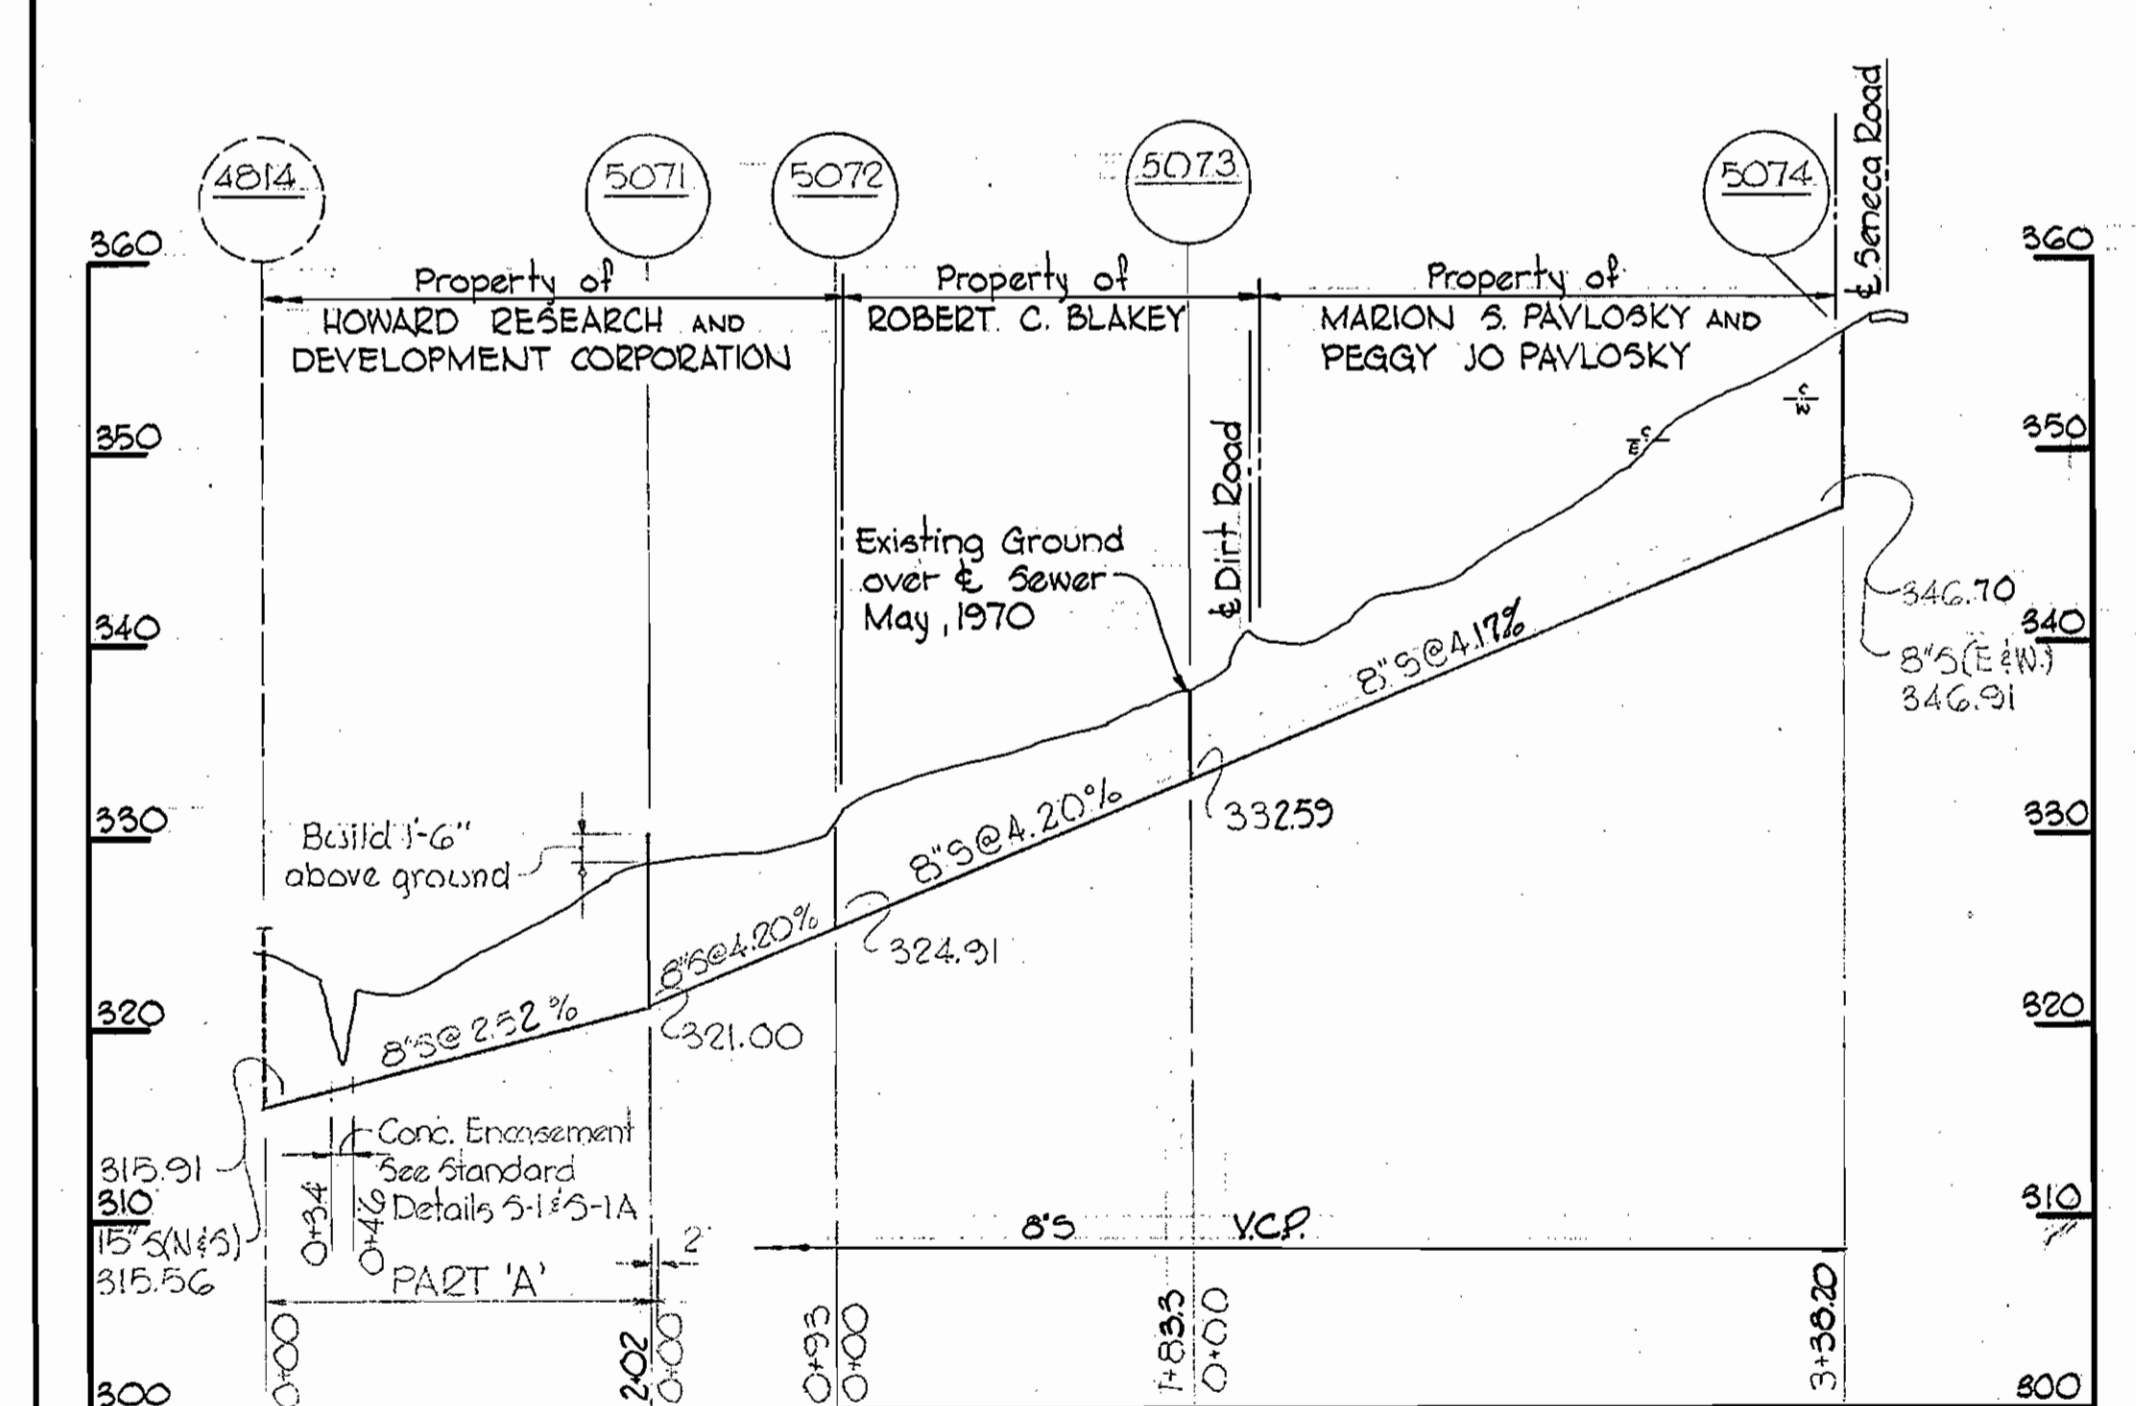 4814
5071
5072
5073
5074
℄ Seneca Road
360
360
Property of
HOWARD RESEARCH AND
DEVELOPMENT CORPORATION
Property of
ROBERT C. BLAKEY
Property of
MARION S. PAVLOSKY AND
PEGGY JO PAVLOSKY
350
350
C
W
C
E
℄ Dirt Road
Existing Ground
over ℄ Sewer
May, 1970
340
340
346.70
8"S(E&W.)
346.91
8"S@4.17%
330
330
Build 1'-6"
above ground
8"S@4.20%
332.59
8"S@4.20%
324.91
320
320
8"S@2.52%
321.00
Conc. Encasement
See Standard
Details S-1&S-1A
315.91
310
310
15"S(N&S)
315.56
0+34
0+46
PART 'A'
2'
8"S V.C.P.
0+00
2+02
0+00
0+93
0+00
1+83.3
0+00
3+38.20
300
300